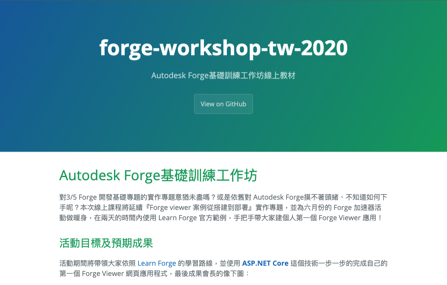 forge-workshop-tw-2020
Autodesk Forge基礎訓練工作坊線上教材
View on GitHub
Autodesk Forge基礎訓練工作坊
對3/5 Forge 開發基礎專題的實作專題意猶未盡嗎？或是依舊對 Autodesk Forge摸不著頭緒、不知道如何下
手呢？本次線上課程將延續『Forge viewer 案例從搭建到部署』實作專題，並為六月份的 Forge 加速器活
動做暖身，在兩天的時間內使用 Learn Forge 官方範例，手把手帶大家建個人第一個 Forge Viewer 應用！
活動目標及預期成果
活動期間將帶領大家依照 Learn Forge 的學習路線，並使用 ASP.NET Core 這個技術一步一步的完成自己的
第一個 Forge Viewer 網頁應用程式，最後成果會長的像下圖：